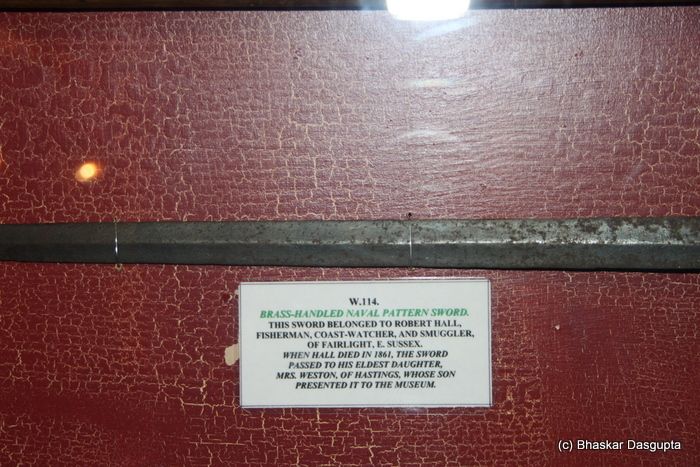 W.114.
BRASS-HANDLED NAVAL PATTERN SWORD.
THIS SWORD BELONGED TO ROBERT HALL,
FISHERMAN, COAST-WATCHER, AND SMUGGLER,
OF FAIRLIGHT, E. SUSSEX.
WHEN HALL DIED IN 1861, THE SWORD
PASSED TO HIS ELDEST DAUGHTER,
MRS. WESTON, OF HASTINGS, WHOSE SON
PRESENTED IT TO THE MUSEUM.
(c) Bhaskar Dasgupta